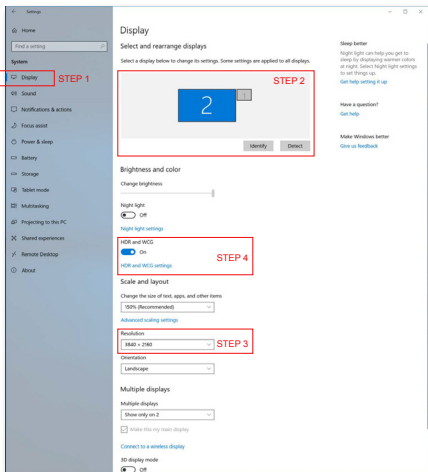 Settings
Home
Find a setting
System
Display
STEP 1
Sound
Notifications & actions
Focus assist
Power & sleep
Battery
Storage
Tablet mode
Multitasking
Projecting to this PC
Shared experiences
Remote Desktop
About
Display
Select and rearrange displays
Select a display below to change its settings. Some settings are applied to all displays.
STEP 2
2
1
Identify
Detect
Brightness and color
Change brightness
Night light
Off
Night light settings
HDR and WCG
On
STEP 4
HDR and WCG settings
Scale and layout
Change the size of text, apps, and other items
150% (Recommended)
Advanced scaling settings
Resolution
3840 × 2160
STEP 3
Orientation
Landscape
Multiple displays
Multiple displays
Show only on 2
Make this my main display
Connect to a wireless display
3D display mode
Off
Sleep better
Night light can help you get to
sleep by displaying warmer colors
at night. Select Night light settings
to set things up.
Get help setting it up
Have a question?
Get help
Make Windows better
Give us feedback